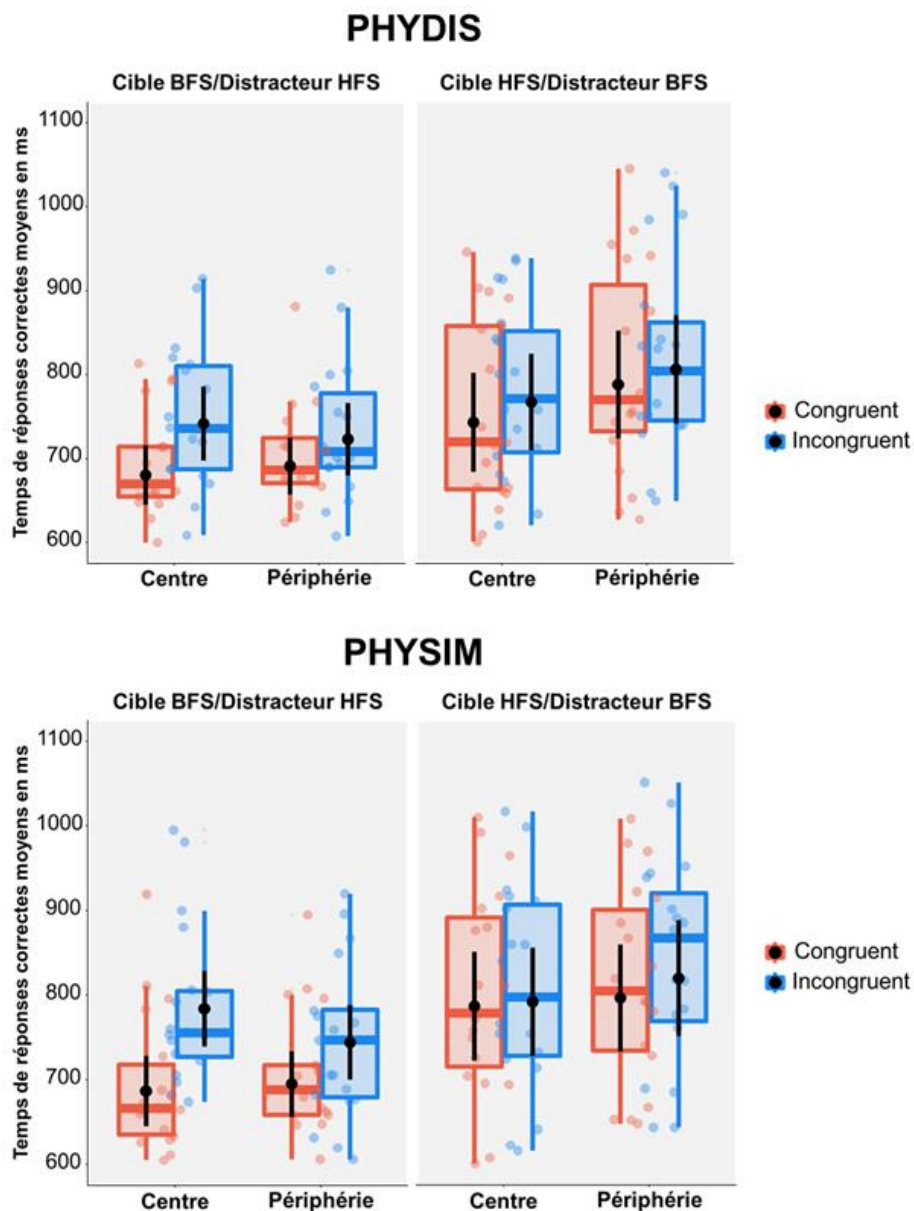 PHYDIS
Cible BFS/Distracteur HFS
Cible HFS/Distracteur BFS
Temps de réponses correctes moyens en ms
1100
1000
900
800
700
600
Centre
Périphérie
Centre
Périphérie
Congruent
Incongruent
PHYSIM
Cible BFS/Distracteur HFS
Cible HFS/Distracteur BFS
Temps de réponses correctes moyens en ms
1100
1000
900
800
700
600
Centre
Périphérie
Centre
Périphérie
Congruent
Incongruent